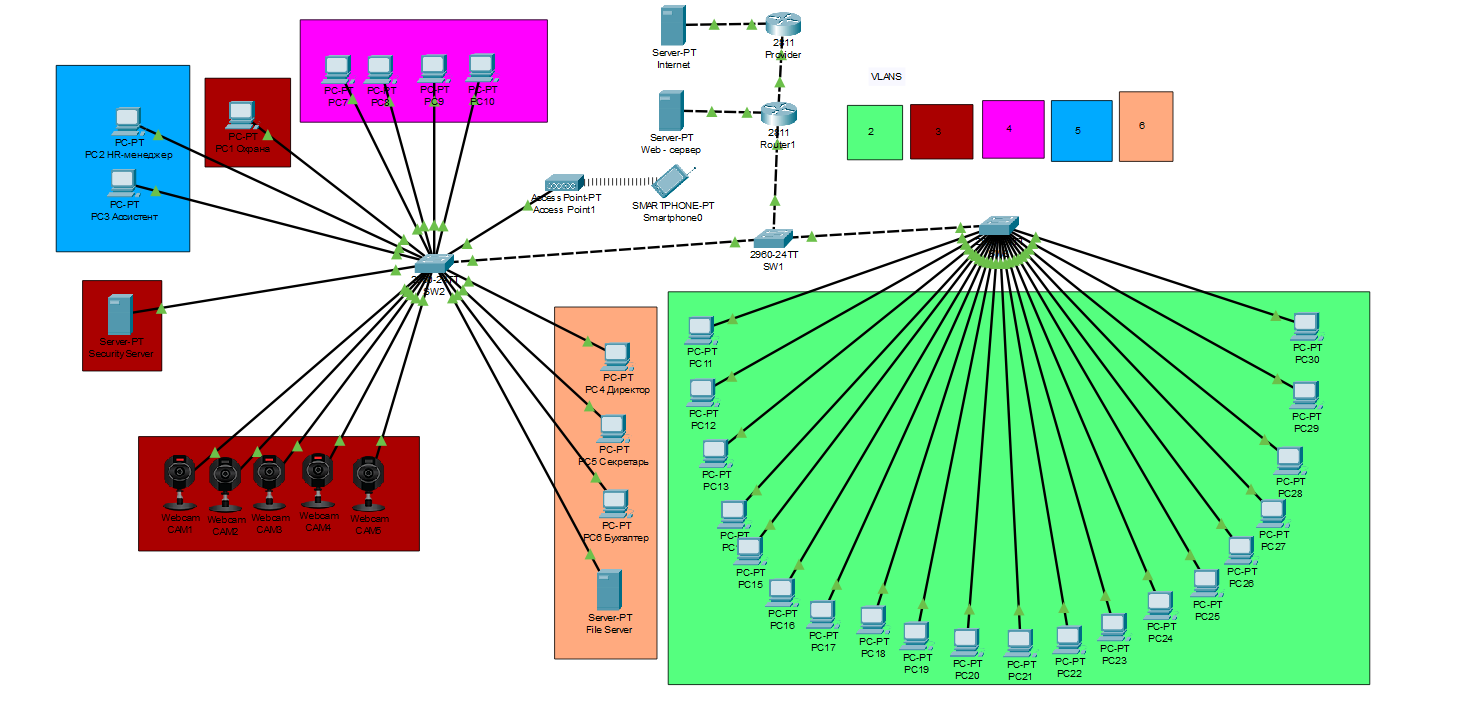 Server-PT
Internet
2811
Provider
VLANS
2
3
4
5
6
PC-PT
PC7
PC-PT
PC8
PC-PT
PC9
PC-PT
PC10
PC-PT
PC2 HR-менеджер
PC-PT
PC1 Охрана
PC-PT
PC3 Ассистент
Server-PT
Web - сервер
2811
Router1
Access Point-PT
Access Point1
SMARTPHONE-PT
Smartphone0
2960-24TT
SW1
2960-24TT
SW2
Server-PT
Security Server
Webcam
CAM1
Webcam
CAM2
Webcam
CAM3
Webcam
CAM4
Webcam
CAM5
PC-PT
PC4 Директор
PC-PT
PC5 Секретарь
PC-PT
PC6 Бухгалтер
Server-PT
File Server
PC-PT
PC11
PC-PT
PC12
PC-PT
PC13
PC-PT
PC-PT
PC15
PC-PT
PC16
PC-PT
PC17
PC-PT
PC18
PC-PT
PC19
PC-PT
PC20
PC-PT
PC21
PC-PT
PC22
PC-PT
PC23
PC-PT
PC24
PC-PT
PC25
PC-PT
PC26
PC-PT
PC27
PC-PT
PC28
PC-PT
PC29
PC-PT
PC30